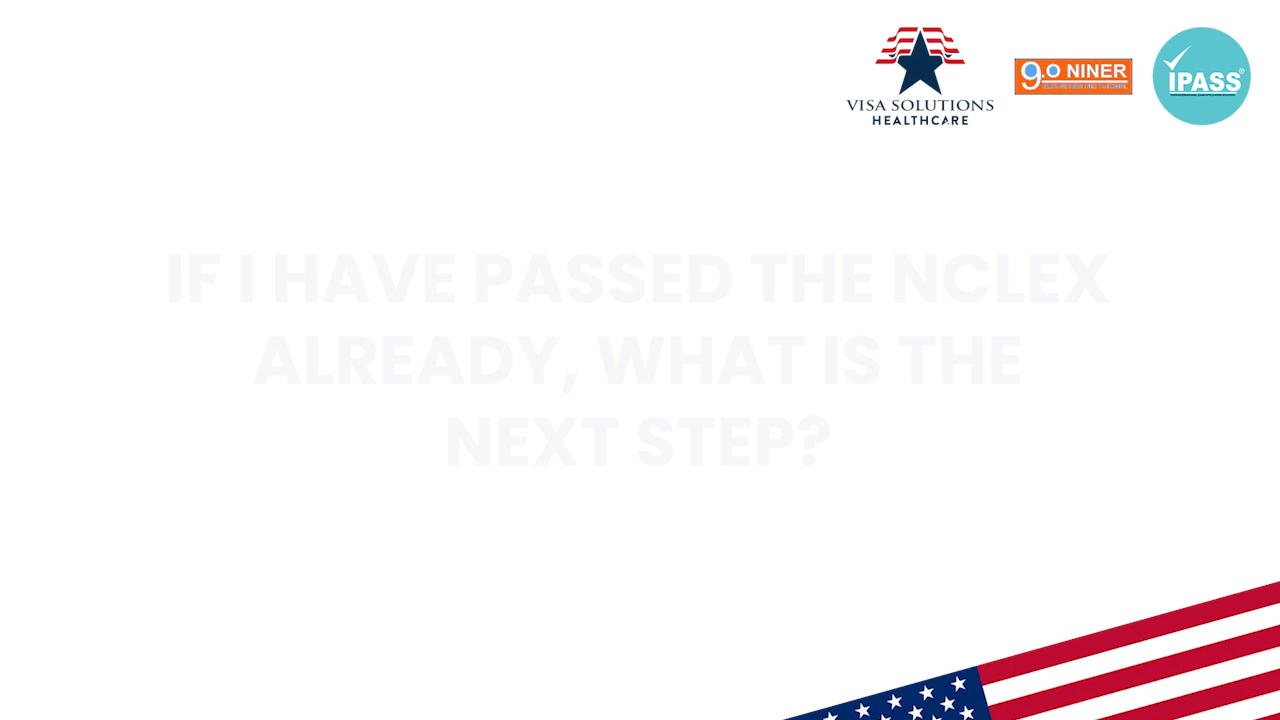 VISA SOLUTIONS
HEALTHCARE
9.0 NINER
IPASS
IF I HAVE PASSED THE NCLEX
ALREADY, WHAT IS THE
NEXT STEP?